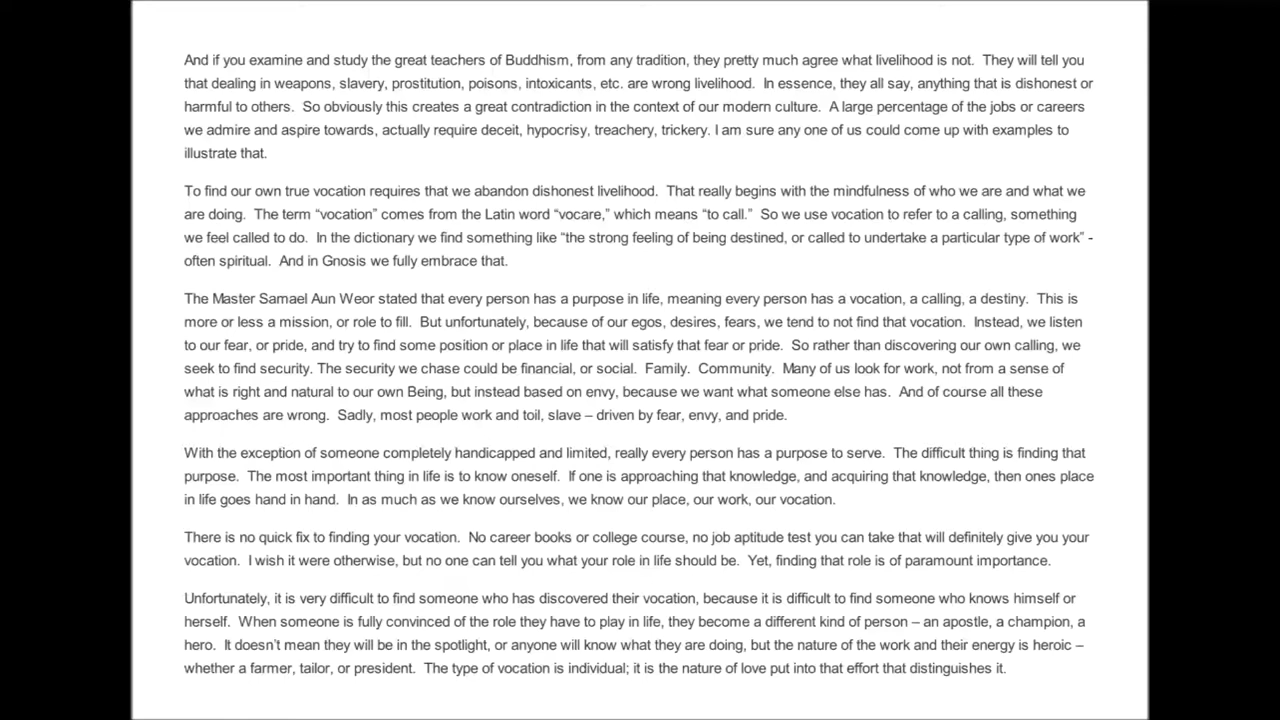 And if you examine and study the great teachers of Buddhism, from any tradition, they pretty much agree what livelihood is not.  They will tell you
that dealing in weapons, slavery, prostitution, poisons, intoxicants, etc. are wrong livelihood.  In essence, they all say, anything that is dishonest or
harmful to others.  So obviously this creates a great contradiction in the context of our modern culture.  A large percentage of the jobs or careers
we admire and aspire towards, actually require deceit, hypocrisy, treachery, trickery. I am sure any one of us could come up with examples to
illustrate that.
To find our own true vocation requires that we abandon dishonest livelihood.  That really begins with the mindfulness of who we are and what we
are doing.  The term “vocation” comes from the Latin word “vocare,” which means “to call.”  So we use vocation to refer to a calling, something
we feel called to do.  In the dictionary we find something like “the strong feeling of being destined, or called to undertake a particular type of work” -
often spiritual.  And in Gnosis we fully embrace that.
The Master Samael Aun Weor stated that every person has a purpose in life, meaning every person has a vocation, a calling, a destiny.  This is
more or less a mission, or role to fill.  But unfortunately, because of our egos, desires, fears, we tend to not find that vocation.  Instead, we listen
to our fear, or pride, and try to find some position or place in life that will satisfy that fear or pride.  So rather than discovering our own calling, we
seek to find security. The security we chase could be financial, or social.  Family.  Community.  Many of us look for work, not from a sense of
what is right and natural to our own Being, but instead based on envy, because we want what someone else has.  And of course all these
approaches are wrong.  Sadly, most people work and toil, slave – driven by fear, envy, and pride.
With the exception of someone completely handicapped and limited, really every person has a purpose to serve.  The difficult thing is finding that
purpose.  The most important thing in life is to know oneself.  If one is approaching that knowledge, and acquiring that knowledge, then ones place
in life goes hand in hand.  In as much as we know ourselves, we know our place, our work, our vocation.
There is no quick fix to finding your vocation.  No career books or college course, no job aptitude test you can take that will definitely give you your
vocation.  I wish it were otherwise, but no one can tell you what your role in life should be.  Yet, finding that role is of paramount importance.
Unfortunately, it is very difficult to find someone who has discovered their vocation, because it is difficult to find someone who knows himself or
herself.  When someone is fully convinced of the role they have to play in life, they become a different kind of person – an apostle, a champion, a
hero.  It doesn’t mean they will be in the spotlight, or anyone will know what they are doing, but the nature of the work and their energy is heroic –
whether a farmer, tailor, or president.  The type of vocation is individual; it is the nature of love put into that effort that distinguishes it.